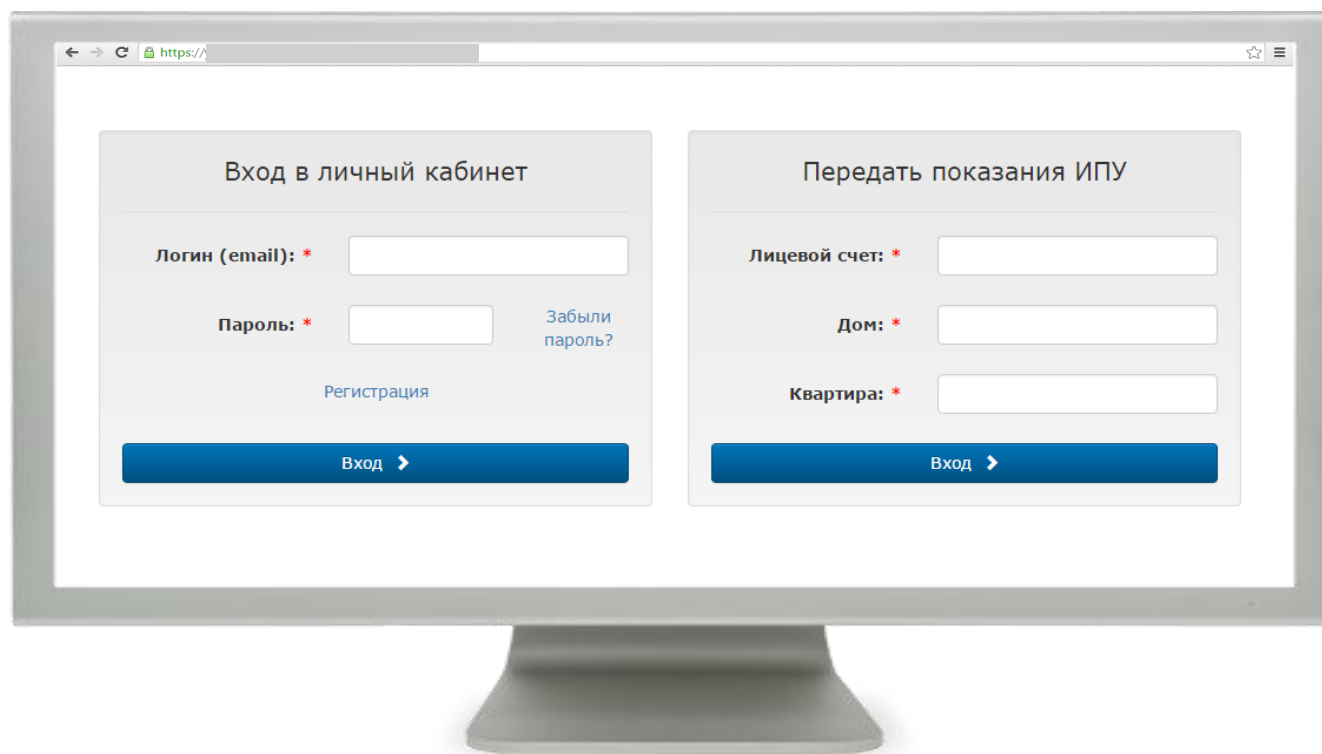 https://
Вход в личный кабинет
Логин (email): *
Пароль: *
Забыли
пароль?
Регистрация
Вход
Передать показания ИПУ
Лицевой счет: *
Дом: *
Квартира: *
Вход